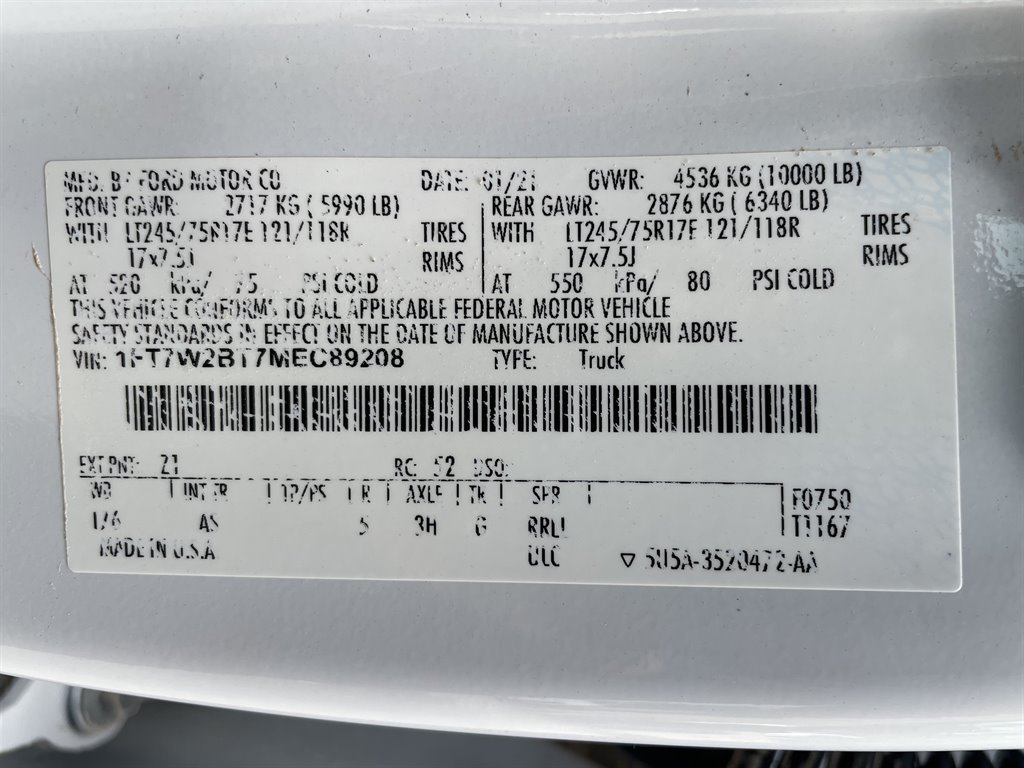 MFD. BY FORD MOTOR CO DATE: 01/21 GVWR: 4536 KG (10000 LB)
FRONT GAWR: 2717 KG ( 5990 LB) REAR GAWR: 2876 KG ( 6340 LB)
WITH LT245/75R17E 121/118R TIRES WITH LT245/75R17E 121/118R TIRES
17x7.5J RIMS 17x7.5J RIMS
AT 520 kPa/ 75 PSI COLD AT 550 kPa/ 80 PSI COLD
THIS VEHICLE CONFORMS TO ALL APPLICABLE FEDERAL MOTOR VEHICLE
SAFETY STANDARDS IN EFFECT ON THE DATE OF MANUFACTURE SHOWN ABOVE.
VIN: 1FT7W2BT7MEC89208 TYPE: Truck
EXT PNT: Z1 RC: 52 DSO:
WB INT TR TP/PS R AXLE TR SPR F0750
176 AS 5 3H G RRLL T1167
MADE IN U.S.A ULC ▽ 5U5A-3520472-AA